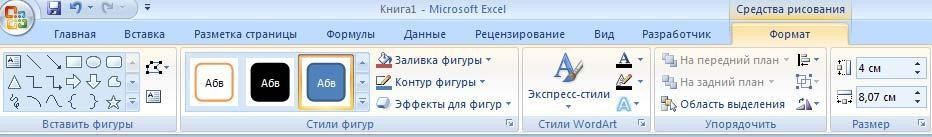 Книга1 - Microsoft Excel
Средства рисования
Главная Вставка Разметка страницы Формулы Данные Рецензирование Вид Разработчик Формат
Абв Абв Абв
Заливка фигуры
Контур фигуры
Эффекты для фигур
Экспресс-стили
На передний план
На задний план
Область выделения
4 см
8,07 см
Вставить фигуры Стили фигур Стили WordArt Упорядочить Размер